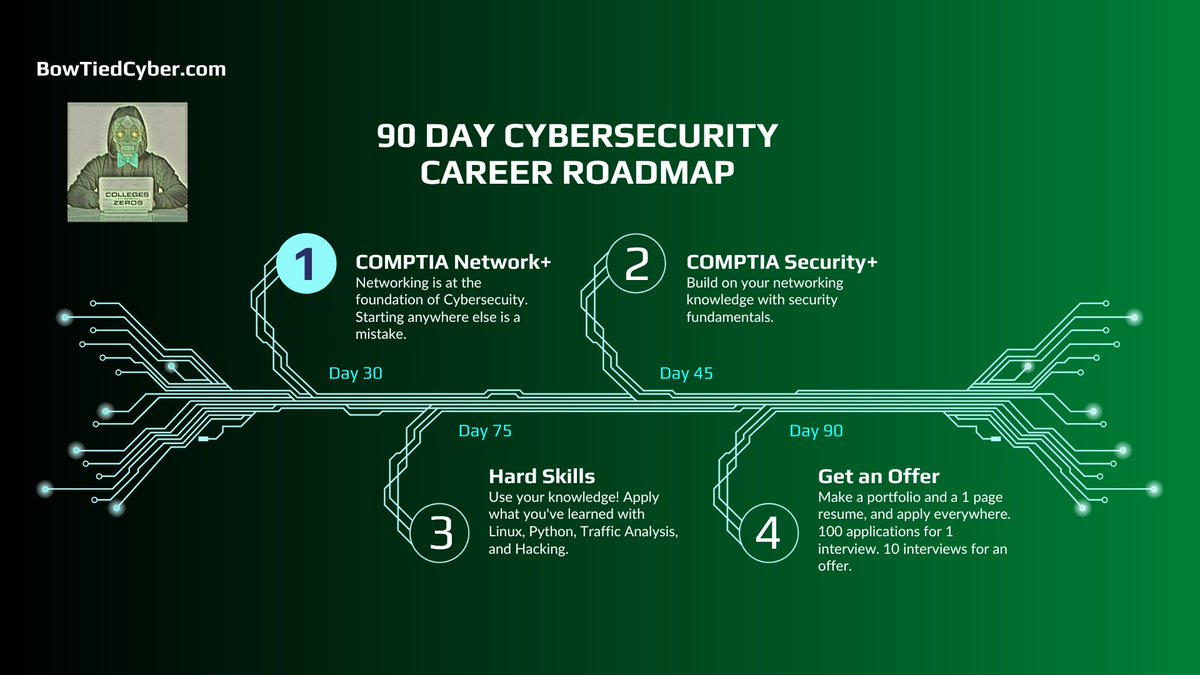 BowTiedCyber.com
COLLEGES
ZEROS
90 DAY CYBERSECURITY
CAREER ROADMAP
1
COMPTIA Network+
Networking is at the
foundation of Cybersecuity.
Starting anywhere else is a
mistake.
Day 30
2
COMPTIA Security+
Build on your networking
knowledge with security
fundamentals.
Day 45
Day 75
3
Hard Skills
Use your knowledge! Apply
what you've learned with
Linux, Python, Traffic Analysis,
and Hacking.
Day 90
4
Get an Offer
Make a portfolio and a 1 page
resume, and apply everywhere.
100 applications for 1
interview. 10 interviews for an
offer.